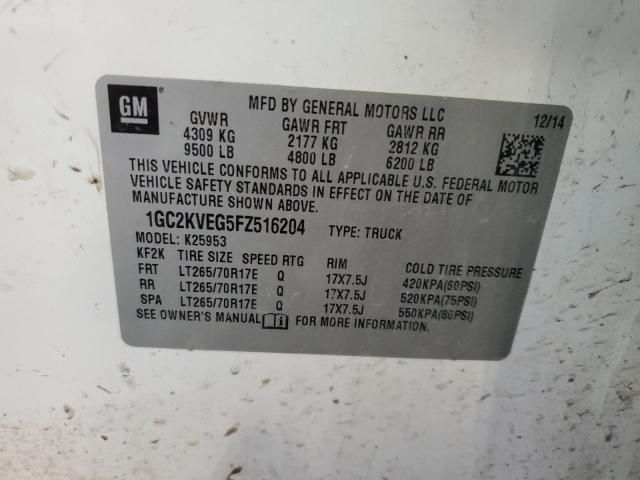 GM
MFD BY GENERAL MOTORS LLC 12/14
GVWR GAWR FRT GAWR RR
4309 KG 2177 KG 2812 KG
9500 LB 4800 LB 6200 LB
THIS VEHICLE CONFORMS TO ALL APPLICABLE U.S. FEDERAL MOTOR
VEHICLE SAFETY STANDARDS IN EFFECT ON THE DATE OF
MANUFACTURE SHOWN ABOVE.
1GC2KVEG5FZ516204 TYPE: TRUCK
MODEL: K25953
KF2K TIRE SIZE SPEED RTG RIM COLD TIRE PRESSURE
FRT LT265/70R17E Q 17X7.5J 420KPA(60PSI)
RR LT265/70R17E Q 17X7.5J 520KPA(75PSI)
SPA LT265/70R17E Q 17X7.5J 550KPA(80PSI)
SEE OWNER'S MANUAL FOR MORE INFORMATION.